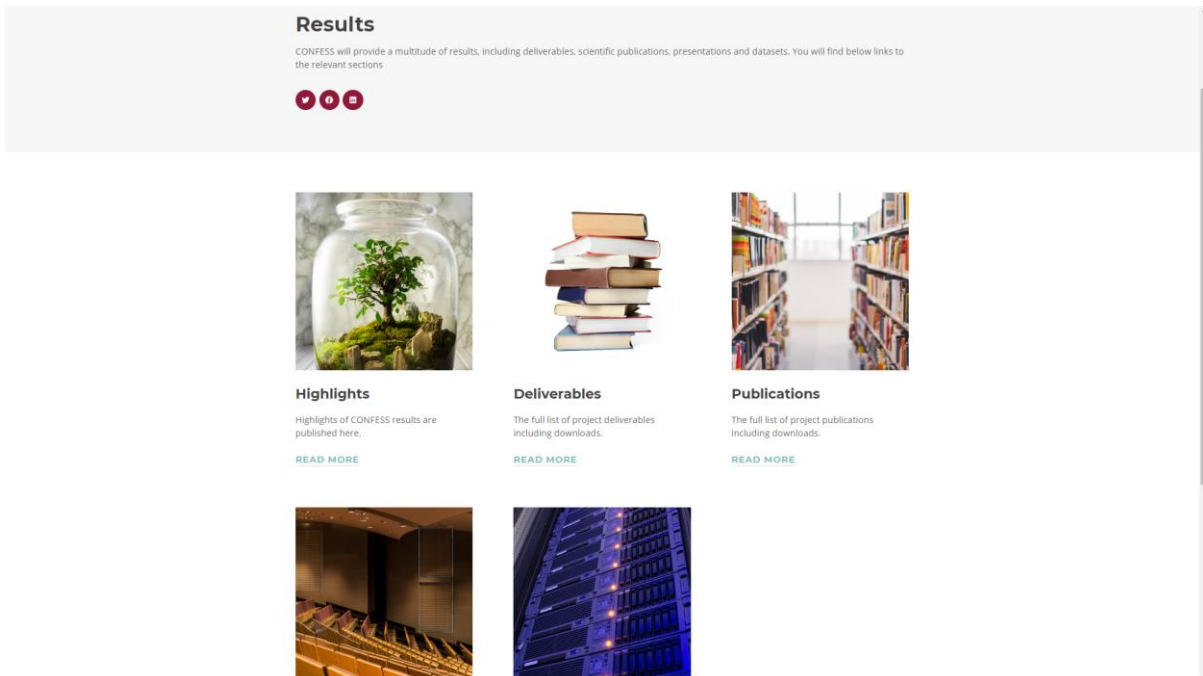 Results
CONFESS will provide a multitude of results, including deliverables, scientific publications, presentations and datasets. You will find below links to
the relevant sections
Highlights
Highlights of CONFESS results are
published here.
READ MORE
Deliverables
The full list of project deliverables
including downloads.
READ MORE
Publications
The full list of project publications
including downloads.
READ MORE